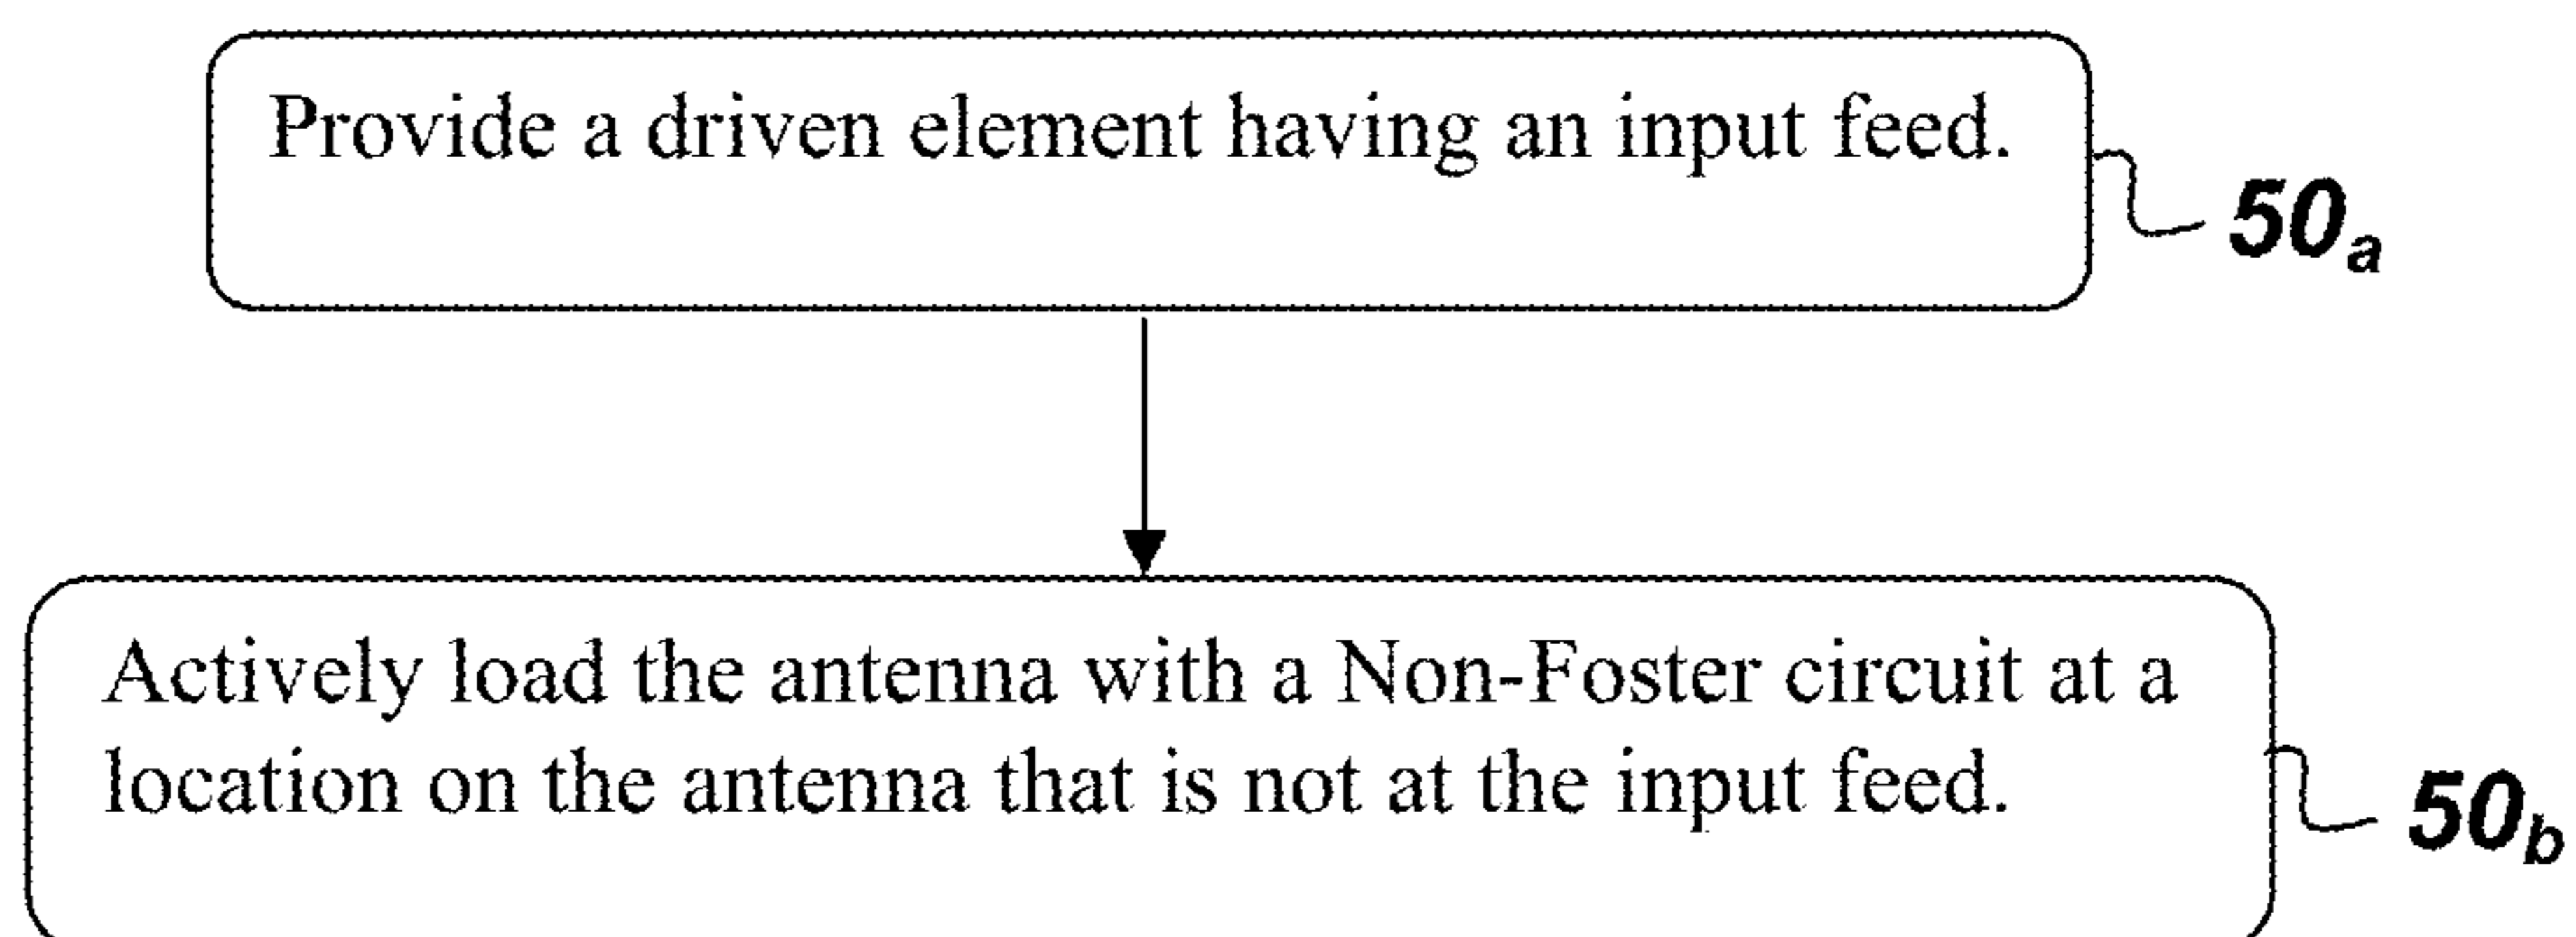 Provide a driven element having an input feed.
50a
Actively load the antenna with a Non-Foster circuit at a
location on the antenna that is not at the input feed.
50b